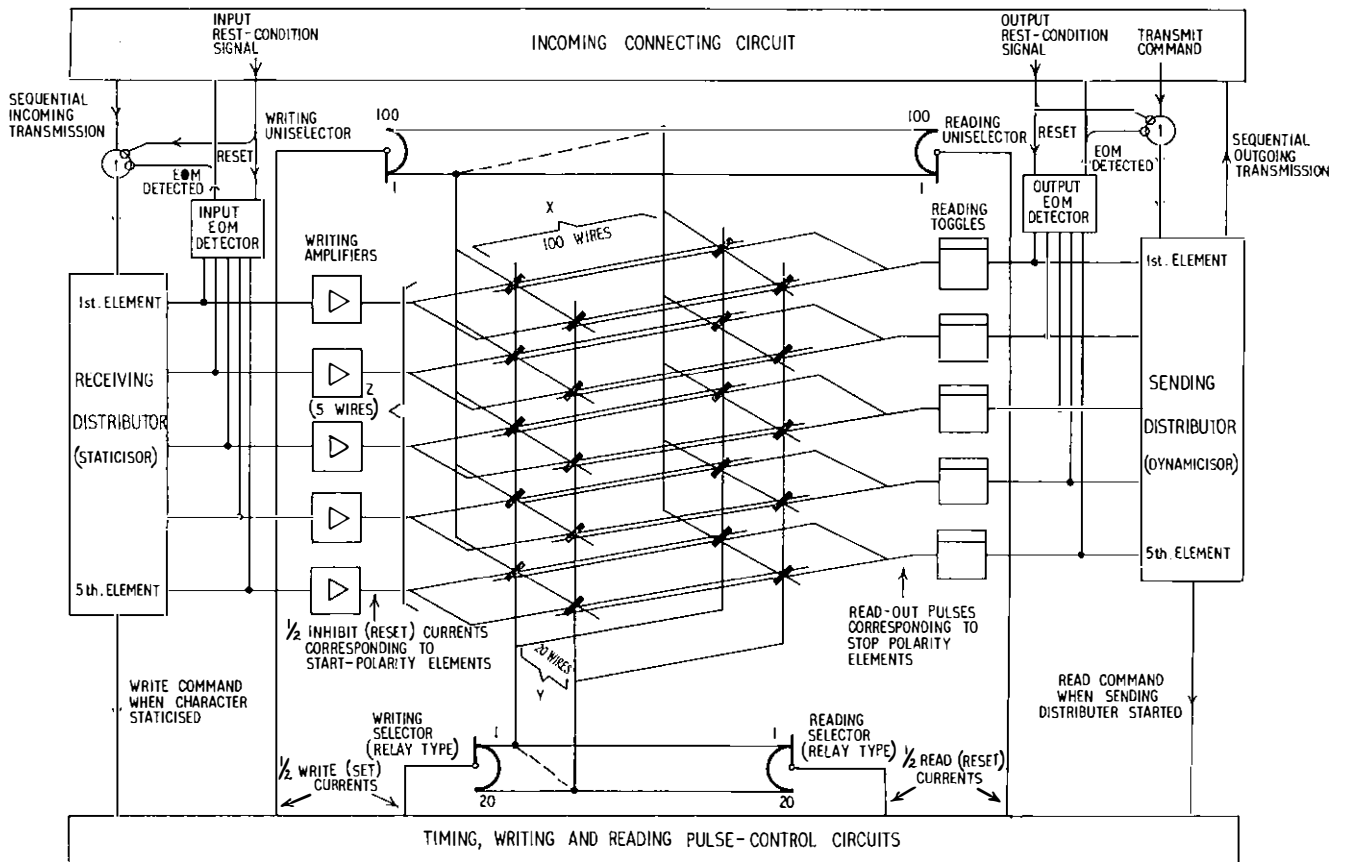 INPUT
REST-CONDITION
SIGNAL
INCOMING CONNECTING CIRCUIT
OUTPUT
REST-CONDITION
SIGNAL
TRANSMIT
COMMAND
SEQUENTIAL
INCOMING
TRANSMISSION
1
RESET
EOM
DETECTED
WRITING
UNISELECTOR
100
1
100
1
READING
UNISELECTOR
RESET
EOM
DETECTED
1
SEQUENTIAL
OUTGOING
TRANSMISSION
INPUT
EOM
DETECTOR
WRITING
AMPLIFIERS
X
100 WIRES
READING
TOGGLES
OUTPUT
EOM
DETECTOR
1st. ELEMENT
RECEIVING
DISTRIBUTOR
(STATICISOR)
5th. ELEMENT
Z
(5 WIRES)
1st. ELEMENT
SENDING
DISTRIBUTOR
(DYNAMICISOR)
5th. ELEMENT
½ INHIBIT (RESET) CURRENTS
CORRESPONDING TO
START-POLARITY ELEMENTS
20 WIRES
Y
READ-OUT PULSES
CORRESPONDING TO
STOP POLARITY
ELEMENTS
WRITE COMMAND
WHEN CHARACTER
STATICISED
WRITING
SELECTOR
(RELAY TYPE)
1
20
1
20
READING
SELECTOR
(RELAY TYPE)
READ COMMAND
WHEN SENDING
DISTRIBUTER STARTED
½ WRITE (SET)
CURRENTS
½ READ (RESET)
CURRENTS
TIMING, WRITING AND READING PULSE-CONTROL CIRCUITS